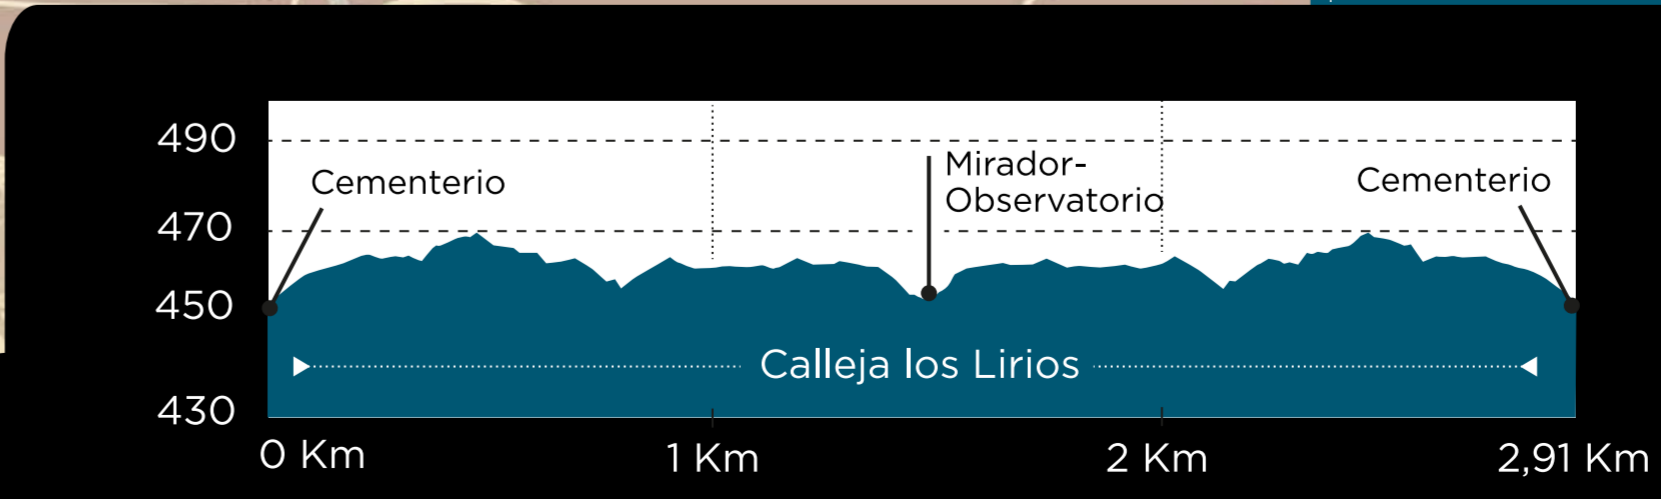 490
Cementerio
Mirador-
Observatorio
Cementerio
470
450
Calleja los Lirios
430
0 Km
1 Km
2 Km
2,91 Km